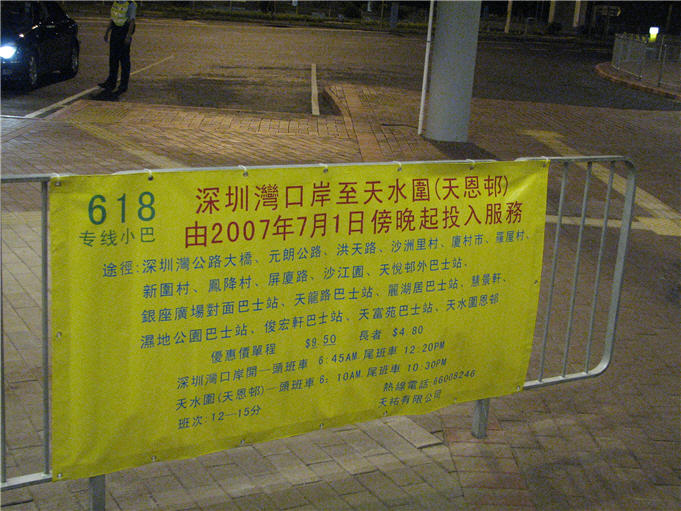 618
专线小巴
深圳灣口岸至天水圍(天恩邨)
由2007年7月1日傍晚起投入服務
途徑:深圳灣公路大橋、元朗公路、洪天路、沙洲里村、廈村市、羅屋村、
新圍村、鳳降村、屏廈路、沙江園、天悅邨外巴士站、
銀座廣場對面巴士站、天龍路巴士站、麗湖居巴士站、慧景軒、
濕地公園巴士站、俊宏軒巴士站、天富苑巴士站、天水圍恩邨
優惠價單程 $9.50 長者 $4.80
深圳灣口岸開—頭班車 6:45AM.尾班車 12:20PM
天水圍(天恩邨)—頭班車 6:10AM.尾班車 10:30PM
班次:12—15分
熱線電話:66008246
天祐有限公司